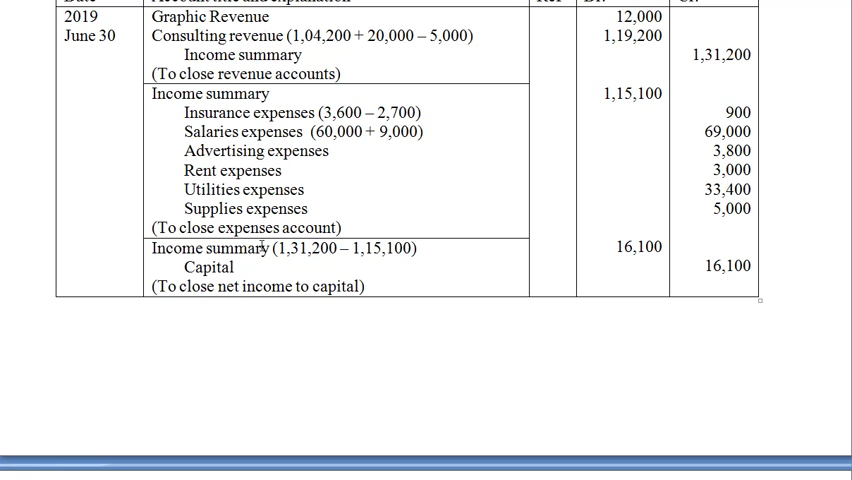 2019 Graphic Revenue 12,000
June 30 Consulting revenue (1,04,200 + 20,000 – 5,000) 1,19,200
Income summary 1,31,200
(To close revenue accounts)
Income summary 1,15,100
Insurance expenses (3,600 – 2,700) 900
Salaries expenses (60,000 + 9,000) 69,000
Advertising expenses 3,800
Rent expenses 3,000
Utilities expenses 33,400
Supplies expenses 5,000
(To close expenses account)
Income summary (1,31,200 – 1,15,100) 16,100
Capital 16,100
(To close net income to capital)